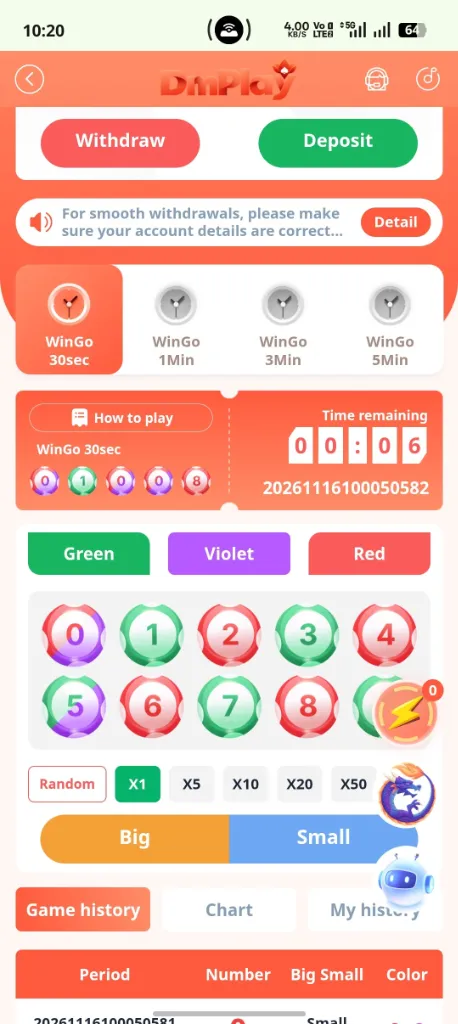 10:20
4.00 KB/S Vo LTE2 5G 64
DmPlay
Withdraw
Deposit
For smooth withdrawals, please make
sure your account details are correct...
Detail
WinGo 30sec
WinGo 1Min
WinGo 3Min
WinGo 5Min
How to play
WinGo 30sec
0 1 0 0 8
Time remaining
00:06
20261116100050582
Green
Violet
Red
0 1 2 3 4
5 6 7 8
0
Random
X1
X5
X10
X20
X50
Big
Small
Game history
Chart
My history
Period
Number
Big Small
Color
20261116100050581
Small